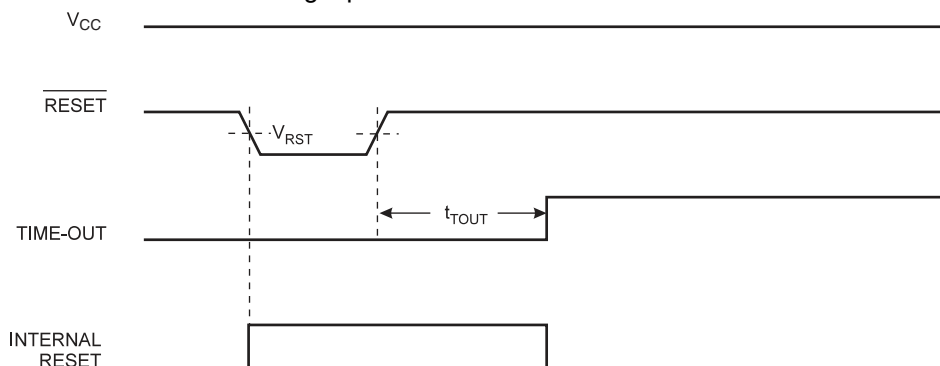 VCC
RESET
VRST
tTOUT
TIME-OUT
INTERNAL
RESET